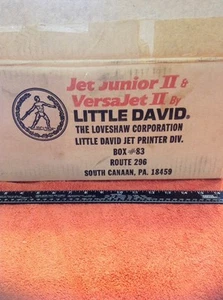 Jet Junior II &
VersaJet II By
LITTLE DAVID®
THE LOVESHAW CORPORATION
LITTLE DAVID JET PRINTER DIV.
BOX #83
ROUTE 296
SOUTH CANAAN, PA. 18459